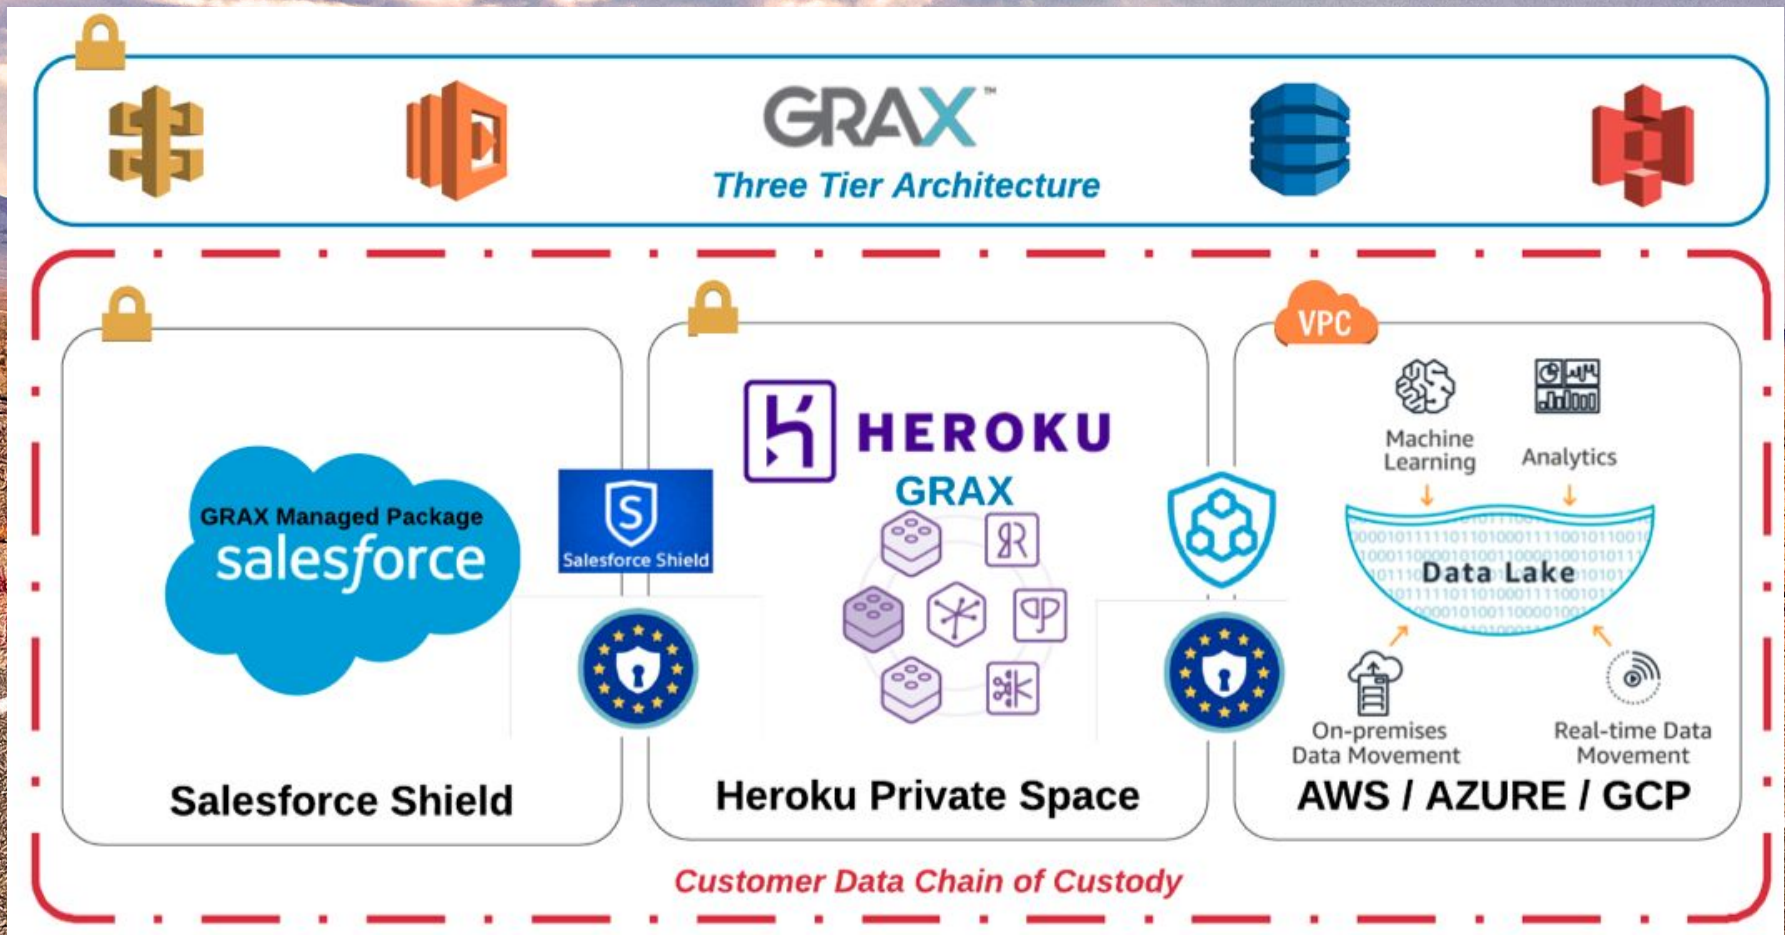 GRAX™
Three Tier Architecture
VPC
Machine
Learning
Analytics
HEROKU
GRAX
GRAX Managed Package
salesforce
S
Salesforce Shield
Data Lake
On-premises
Data Movement
Real-time Data
Movement
Salesforce Shield
Heroku Private Space
AWS / AZURE / GCP
Customer Data Chain of Custody